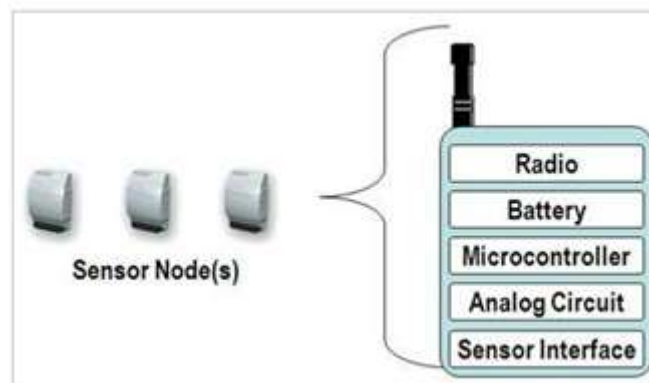 Sensor Node(s)
Radio
Battery
Microcontroller
Analog Circuit
Sensor Interface